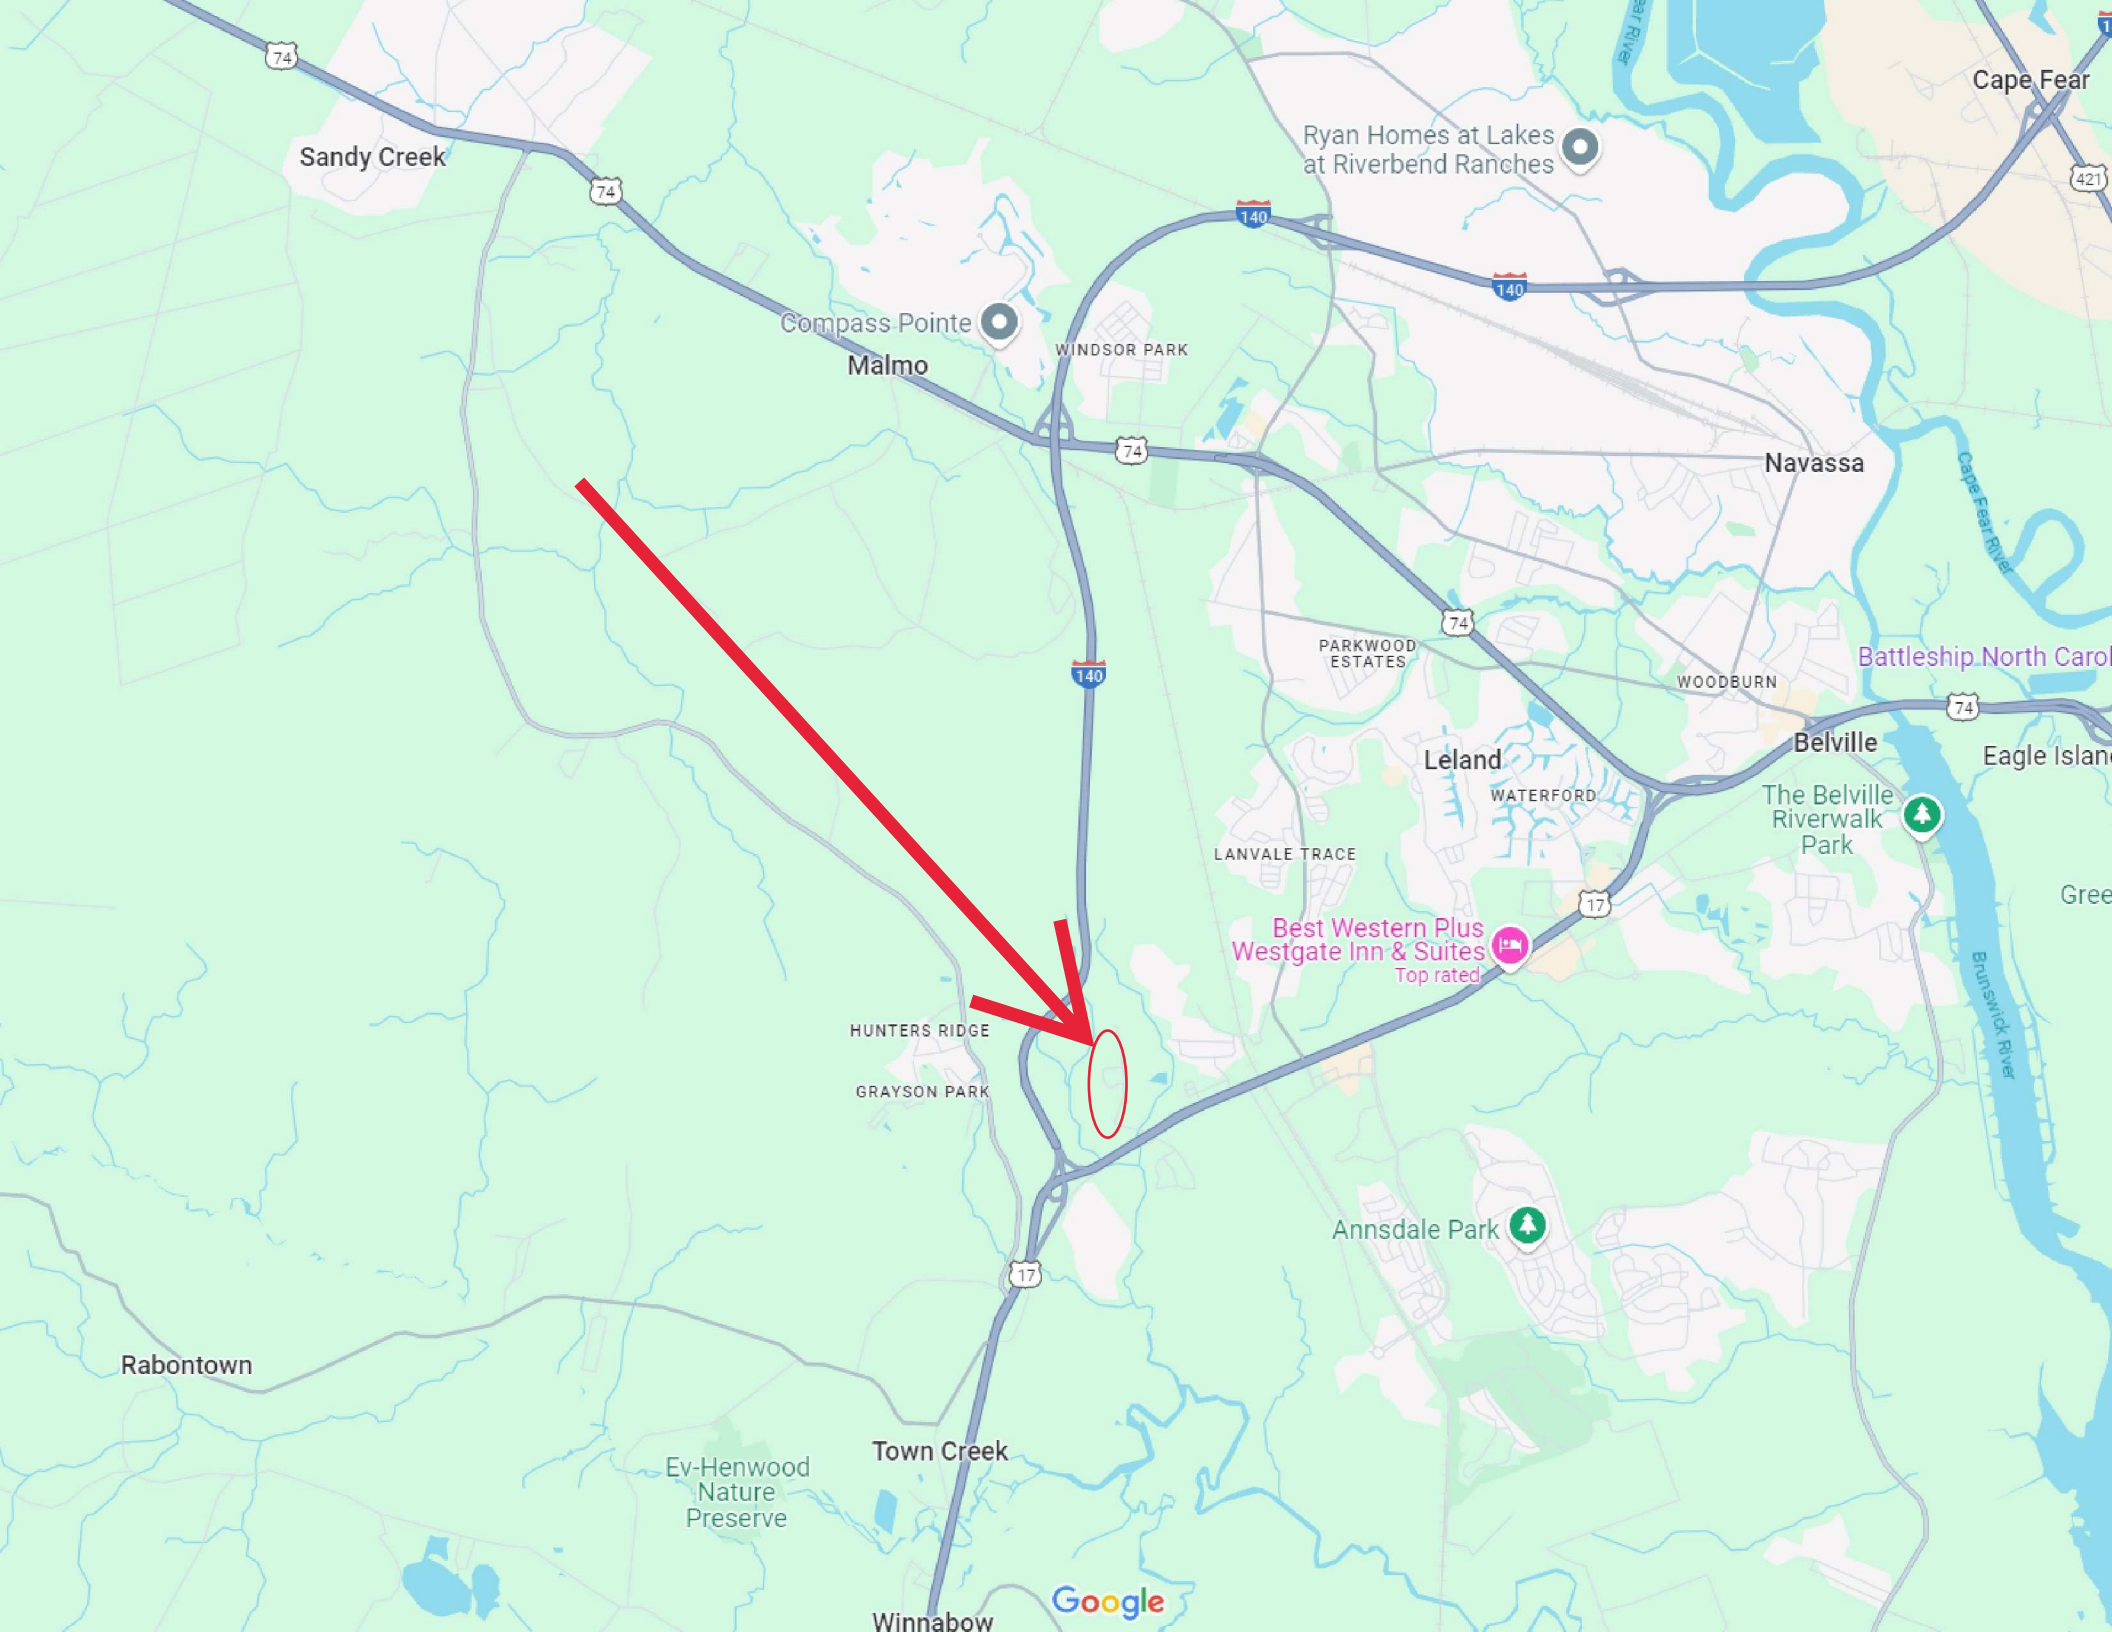 ear River
74
Cape Fear
Ryan Homes at Lakes
at Riverbend Ranches
Sandy Creek
421
74
140
140
Compass Pointe
WINDSOR PARK
Malmo
74
Navassa
Cape Fear River
74
PARKWOOD
ESTATES
Battleship North Carol
140
WOODBURN
74
Belville
Eagle Islan
Leland
WATERFORD
The Belville
Riverwalk
Park
LANVALE TRACE
17
Gree
Best Western Plus
Westgate Inn & Suites
Top rated
Brunswick River
HUNTERS RIDGE
GRAYSON PARK
Annsdale Park
17
Rabontown
Town Creek
Ev-Henwood
Nature
Preserve
Google
Winnabow